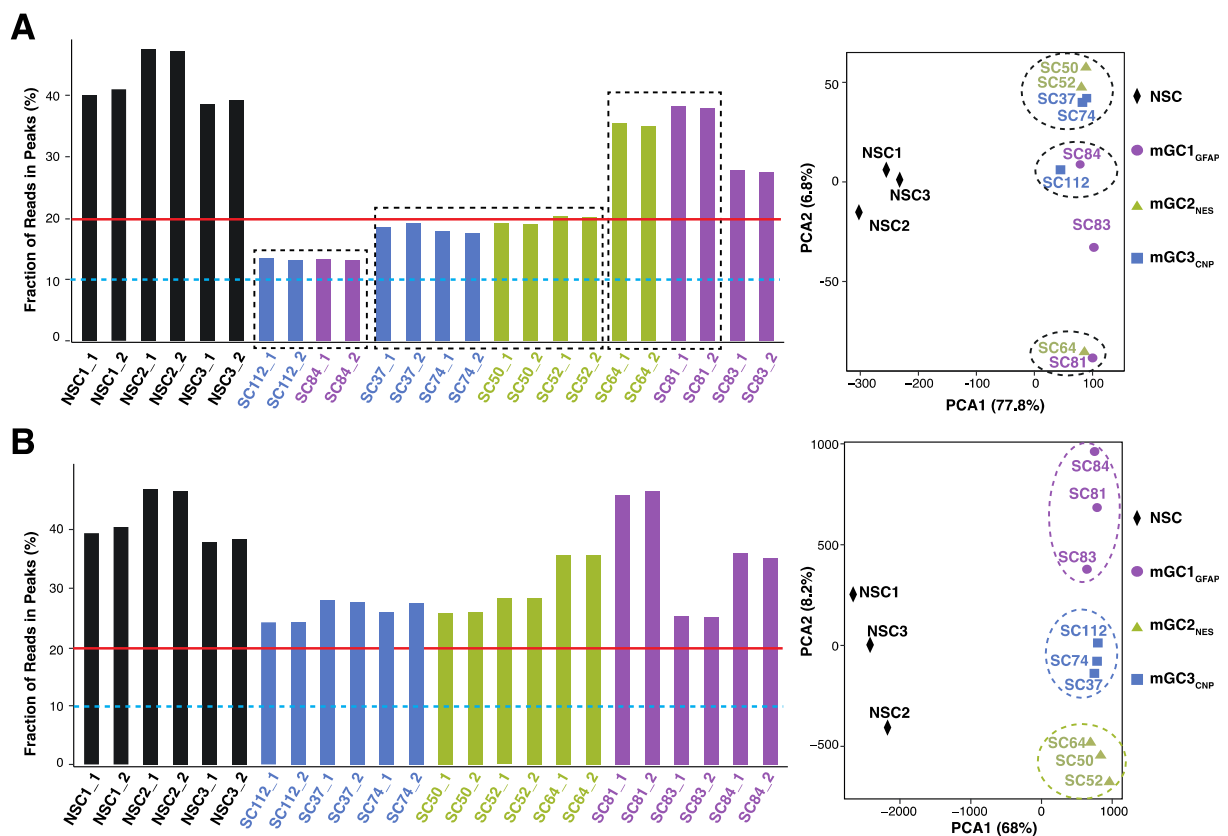 A
Fraction of Reads in Peaks (%)
40
30
20
10
0
NSC1_1
NSC1_2
NSC2_1
NSC2_2
NSC3_1
NSC3_2
SC112_1
SC112_2
SC84_1
SC84_2
SC37_1
SC37_2
SC74_1
SC74_2
SC50_1
SC50_2
SC52_1
SC52_2
SC64_1
SC64_2
SC81_1
SC81_2
SC83_1
SC83_2
PCA2 (6.8%)
50
0
-50
SC50
SC52
SC37
SC74
NSC1
NSC3
NSC2
SC84
SC112
SC83
SC64
SC81
-300
-200
-100
0
100
PCA1 (77.8%)
NSC
mGC1GFAP
mGC2NES
mGC3CNP
B
Fraction of Reads in Peaks (%)
40
30
20
10
0
NSC1_1
NSC1_2
NSC2_1
NSC2_2
NSC3_1
NSC3_2
SC112_1
SC112_2
SC37_1
SC37_2
SC74_1
SC74_2
SC50_1
SC50_2
SC52_1
SC52_2
SC64_1
SC64_2
SC81_1
SC81_2
SC83_1
SC83_2
SC84_1
SC84_2
PCA2 (8.2%)
1000
500
0
−500
SC84
SC81
SC83
NSC1
NSC3
NSC2
SC112
SC74
SC37
SC64
SC50
SC52
−2000
−1000
0
1000
PCA1 (68%)
NSC
mGC1GFAP
mGC2NES
mGC3CNP